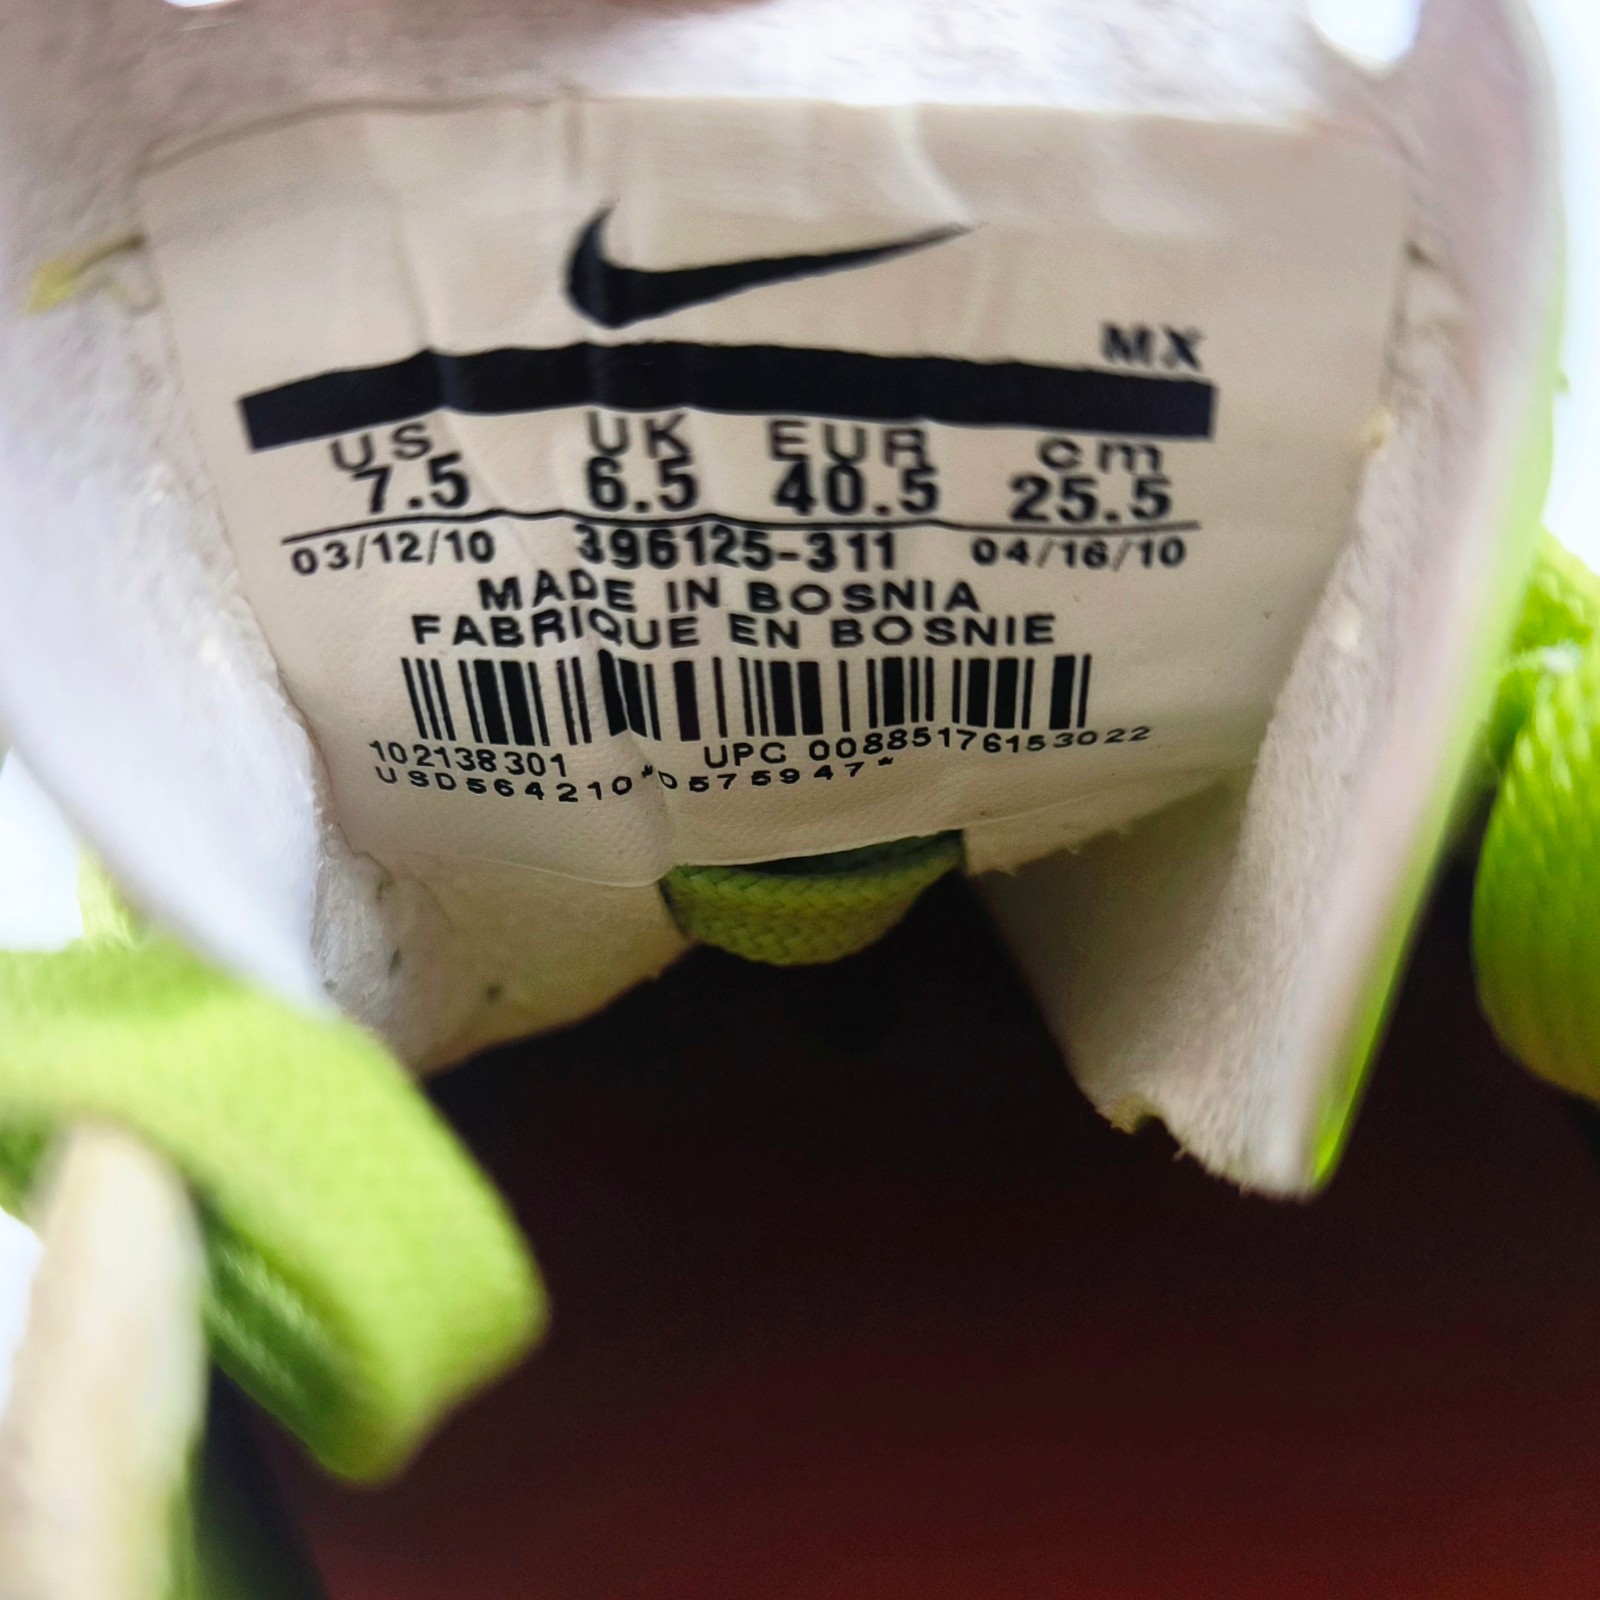 MX
US UK EUR cm
7.5 6.5 40.5 25.5
03/12/10 396125-311 04/16/10
MADE IN BOSNIA
FABRIQUE EN BOSNIE
102138301 UPC 00885176153022
USD564210*D575947*